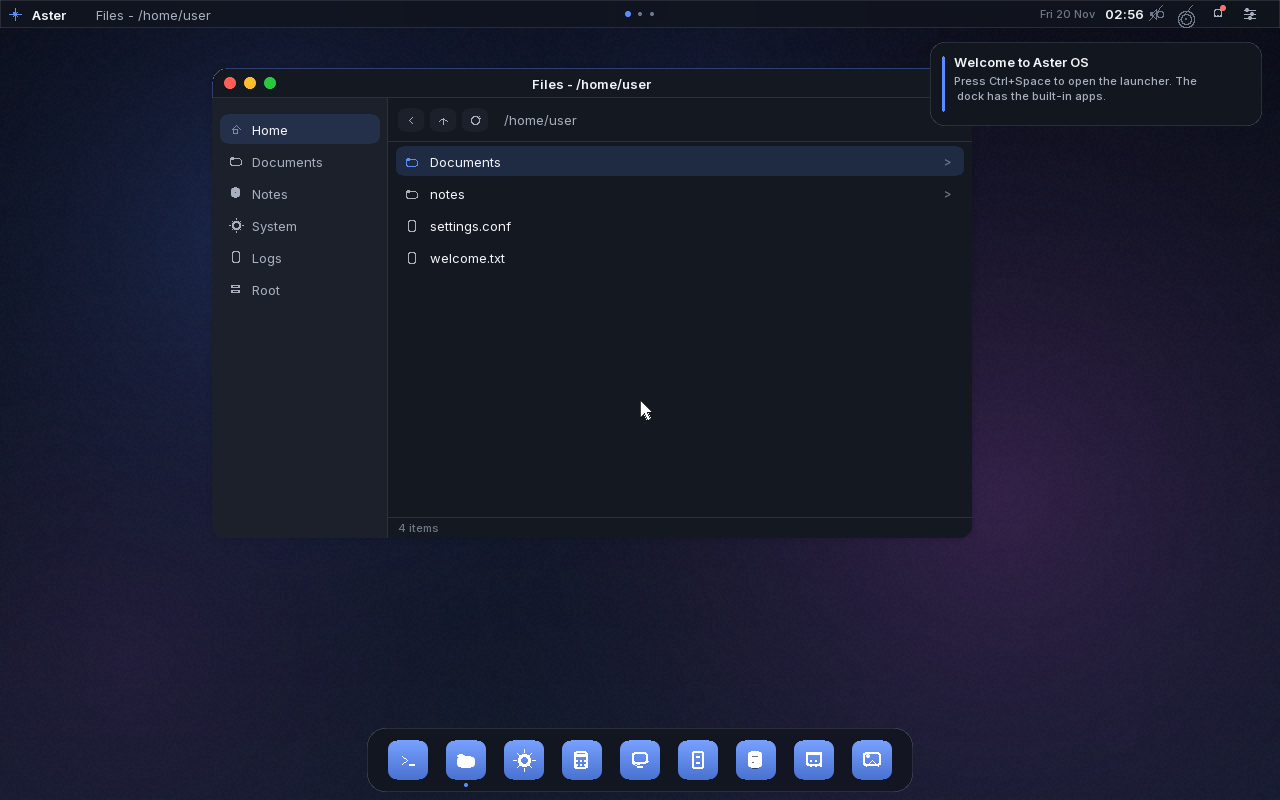 Aster
Files - /home/user
Fri 20 Nov 02:56
Welcome to Aster OS
Press Ctrl+Space to open the launcher. The
dock has the built-in apps.
Files - /home/user
/home/user
Home
Documents
Notes
System
Logs
Root
Documents >
notes >
settings.conf
welcome.txt
4 items